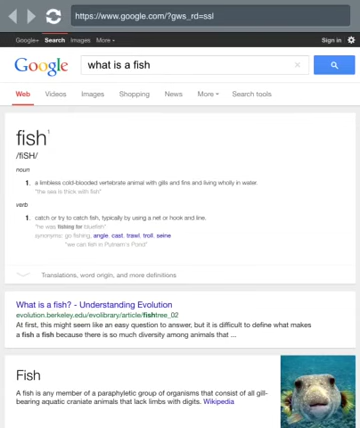 https://www.google.com/?gws_rd=ssl
Google+ Search Images More
Sign in
Google what is a fish ×
Web Videos Images Shopping News More Search tools
fish¹
/fiSH/
noun
1. a limbless cold-blooded vertebrate animal with gills and fins and living wholly in water.
"the sea is thick with fish"
verb
1. catch or try to catch fish, typically by using a net or hook and line.
"he was fishing for bluefish"
synonyms: go fishing, angle, cast, trawl, troll, seine
"we can fish in Putnam's Pond"
Translations, word origin, and more definitions
What is a fish? - Understanding Evolution
evolution.berkeley.edu/evolibrary/article/fishtree_02
At first, this might seem like an easy question to answer, but it is difficult to define what makes
a fish a fish because there is so much diversity among animals that ...
Fish
A fish is any member of a paraphyletic group of organisms that consist of all gill-
bearing aquatic craniate animals that lack limbs with digits. Wikipedia